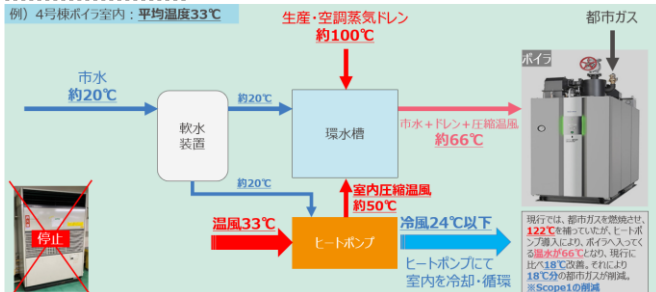 例）4号棟ボイラ室内：平均温度33℃
生産・空調蒸気ドレン
約100℃
都市ガス
ボイラ
市水
約20℃
約20℃
軟水
装置
環水槽
市水＋ドレン＋圧縮温風
約66℃
約20℃
室内圧縮温風
約50℃
停止
温風33℃
ヒートポンプ
冷風24℃以下
ヒートポンプにて
室内を冷却・循環
現行では、都市ガスを燃焼させ、
122℃を補っていたが、ヒートポ
ンプ導入により、ボイラへ入ってく
る温水が66℃となり、現行に
比べ18℃改善。それにより
18℃分の都市ガスが削減。
※Scope1の削減